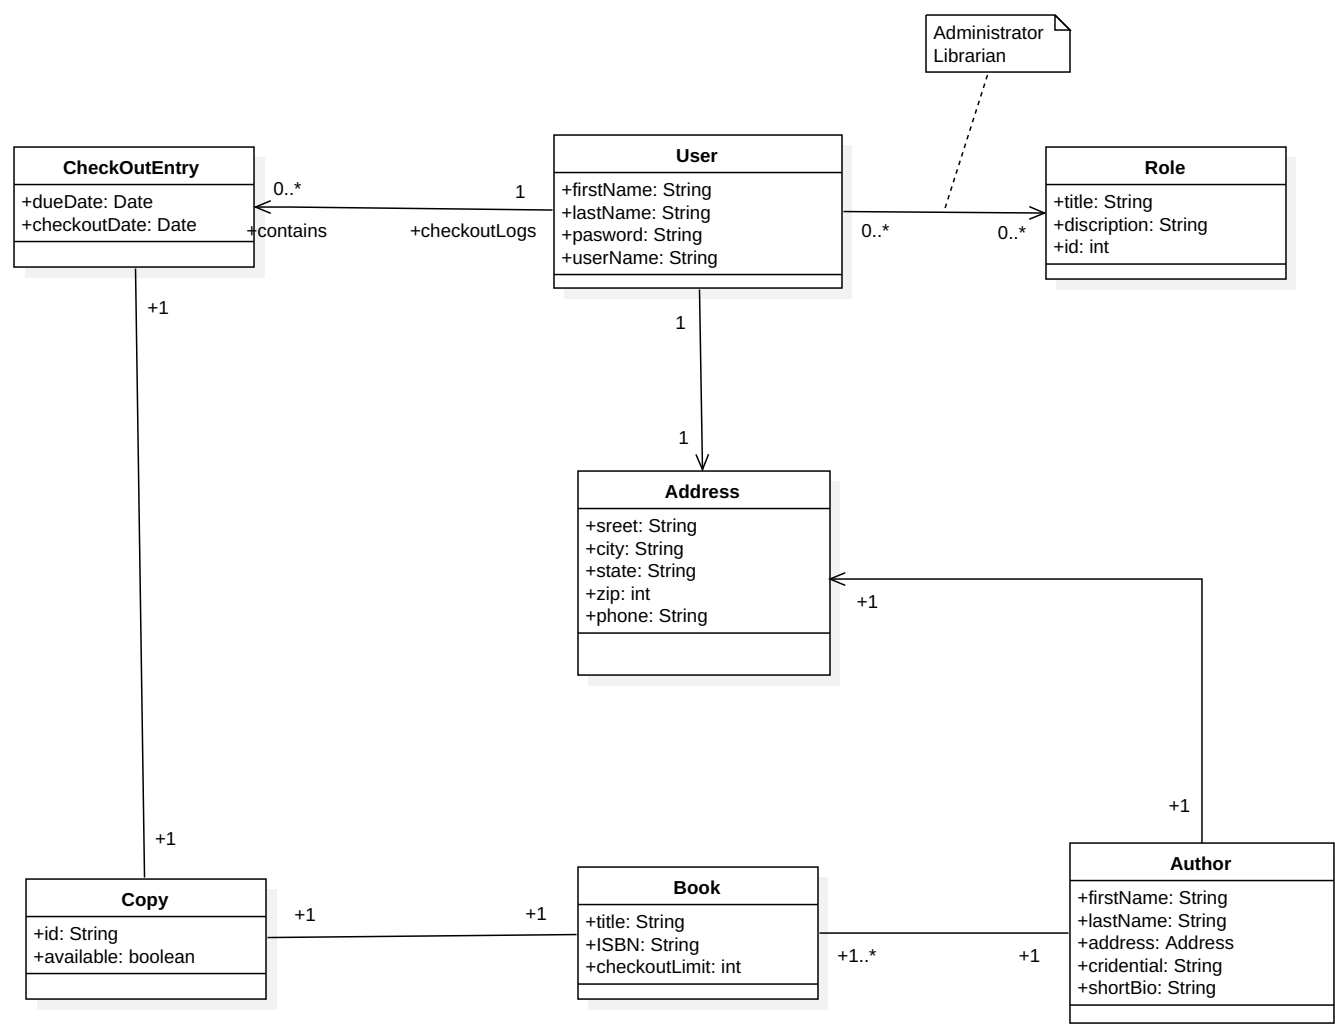 Administrator
Librarian
CheckOutEntry
+dueDate: Date
+checkoutDate: Date
0..*
1
+contains
+checkoutLogs
User
+firstName: String
+lastName: String
+pasword: String
+userName: String
0..*
0..*
Role
+title: String
+discription: String
+id: int
+1
1
1
Address
+sreet: String
+city: String
+state: String
+zip: int
+phone: String
+1
+1
+1
Copy
+id: String
+available: boolean
+1
+1
Book
+title: String
+ISBN: String
+checkoutLimit: int
+1..*
+1
Author
+firstName: String
+lastName: String
+address: Address
+cridential: String
+shortBio: String